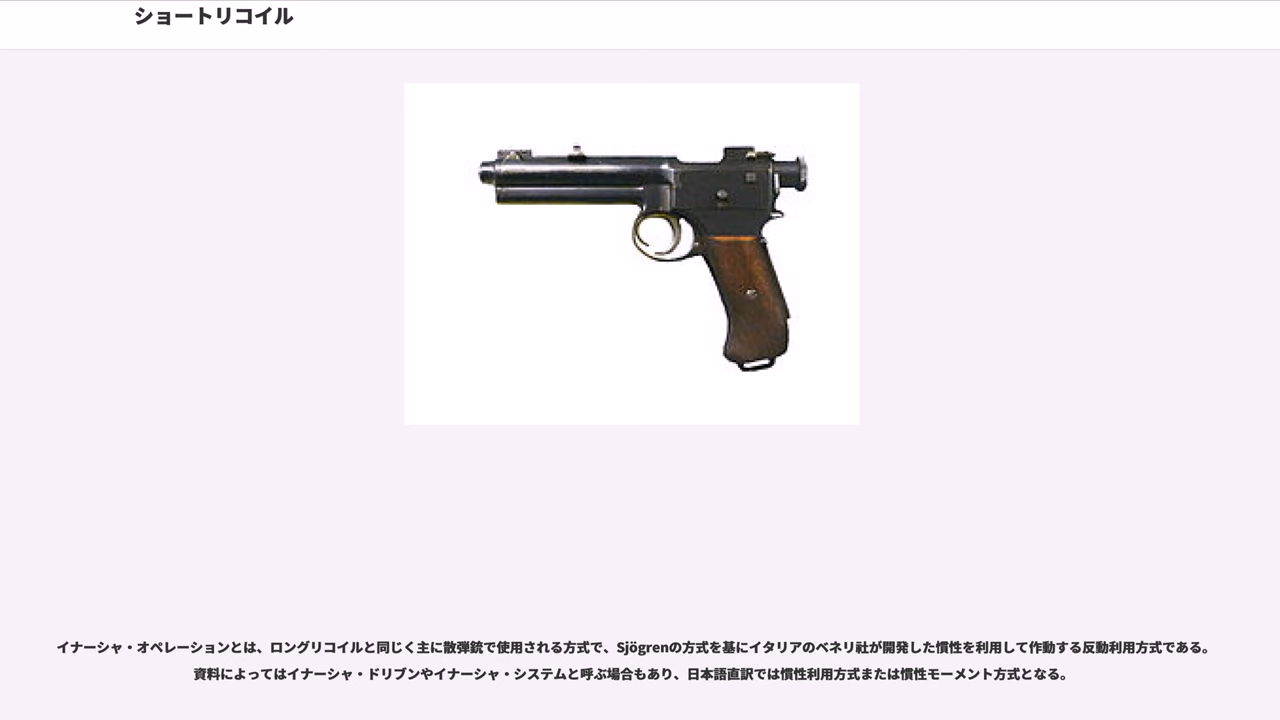 ショートリコイル
イナーシャ・オペレーションとは、ロングリコイルと同じく主に散弾銃で使用される方式で、Sjögrenの方式を基にイタリアのベネリ社が開発した慣性を利用して作動する反動利用方式である。
資料によってはイナーシャ・ドリブンやイナーシャ・システムと呼ぶ場合もあり、日本語直訳では慣性利用方式または慣性モーメント方式となる。